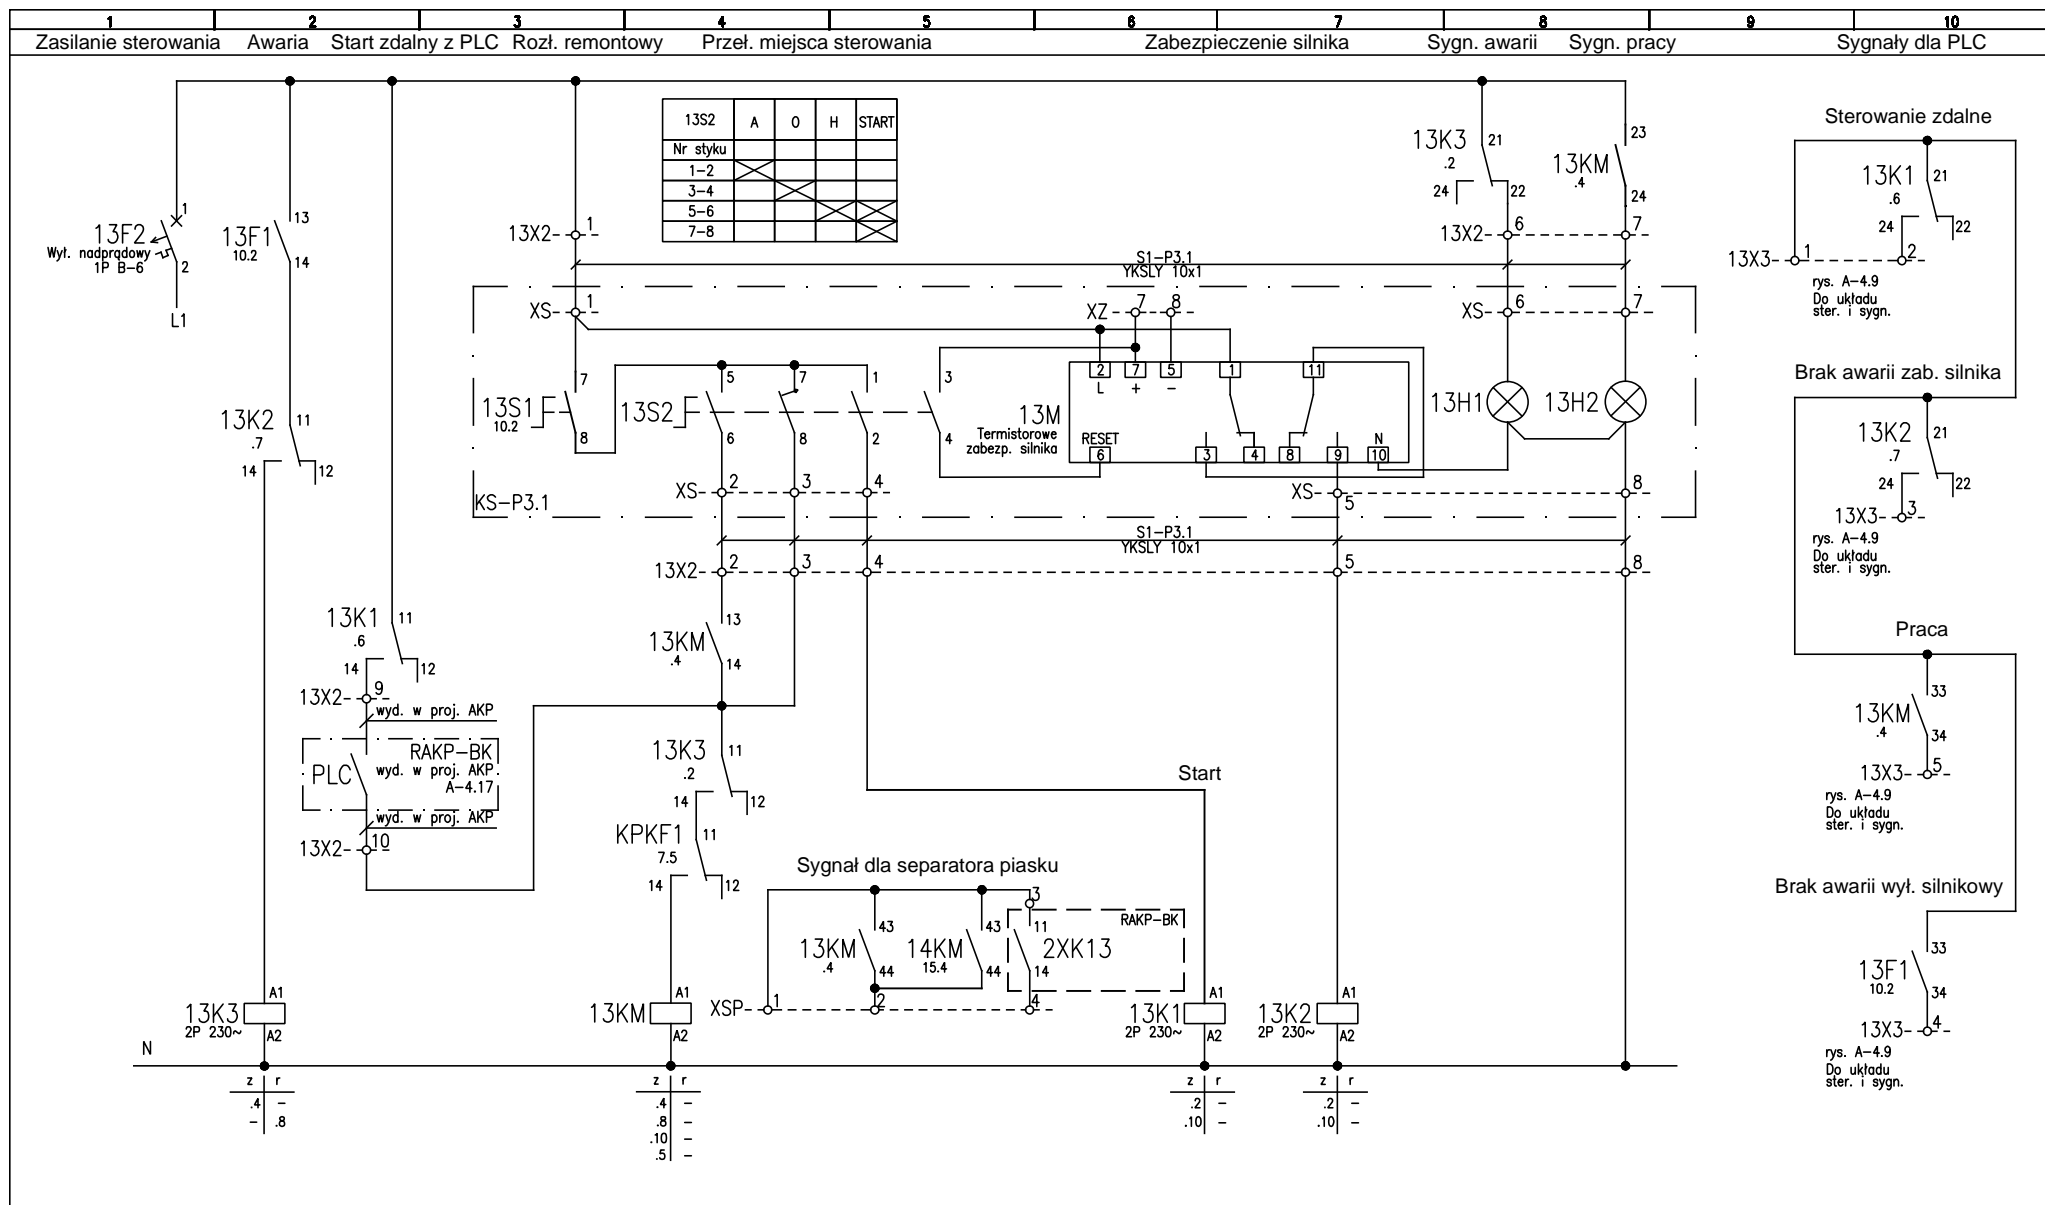 1 2 3 4 5 6 7 8 9 10
Zasilanie sterowania Awaria Start zdalny z PLC Rozł. remontowy Przeł. miejsca sterowania Zabezpieczenie silnika Sygn. awarii Sygn. pracy Sygnały dla PLC
13S2 A 0 H START
Nr styku
1-2
3-4
5-6
7-8
13F2
Wył. nadprądowy
1P B-6
1
2
L1
13F1
10.2
13
14
13K2
.7
11
14
12
13K3
2P 230~
A1
A2
N
z r
.4 -
- .8
13K1
.6
11
14
12
13X2
9
wyd. w proj. AKP
PLC
RAKP-BK
wyd. w proj. AKP
A-4.17
wyd. w proj. AKP
13X2
10
13X2
1
S1-P3.1
YKSLY 10x1
XS
1
13S1
10.2
7
8
KS-P3.1
13S2
5
6
7
8
1
2
3
4
XS
2
3
4
S1-P3.1
YKSLY 10x1
13X2
2
3
4
5
8
13KM
.4
13
14
13K3
.2
11
14
12
KPKF1
7.5
11
14
12
13KM
A1
A2
z r
.4 -
.8 -
.10 -
.5 -
XZ
7
8
13M
Termistorowe
zabezp. silnika
2 7 5 1 11
L + -
RESET
N
6 3 4 8 9 10
XS
5
8
Start
Sygnał dla separatora piasku
13KM
.4
43
44
14KM
15.4
43
44
3
RAKP-BK
11
2XK13
14
XSP
1
2
4
13K1
2P 230~
A1
A2
z r
.2 -
.10 -
13K2
2P 230~
A1
A2
z r
.2 -
.10 -
13K3
.2
21
24
22
13KM
.4
23
24
13X2
6
7
XS
6
7
13H1
13H2
Sterowanie zdalne
13K1
.6
21
24
22
13X3
1
2
rys. A-4.9
Do układu
ster. i sygn.
Brak awarii zab. silnika
13K2
.7
21
24
22
13X3
3
rys. A-4.9
Do układu
ster. i sygn.
Praca
13KM
.4
33
34
13X3
5
rys. A-4.9
Do układu
ster. i sygn.
Brak awarii wył. silnikowy
13F1
10.2
33
34
13X3
4
rys. A-4.9
Do układu
ster. i sygn.